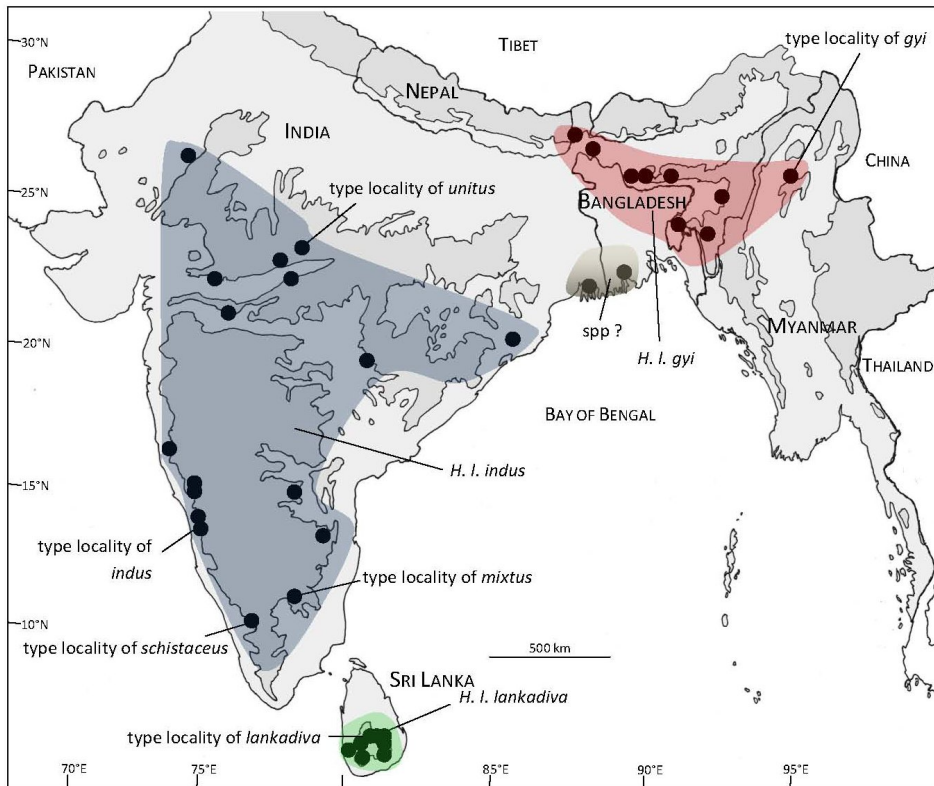 30°N
TIBET
type locality of gyi
PAKISTAN
NEPAL
INDIA
CHINA
25°N
type locality of unitus
BANGLADESH
20°N
spp ?
MYANMAR
H. l. gyi
THAILAND
BAY OF BENGAL
H. l. indus
15°N
type locality of
indus
type locality of mixtus
10°N
type locality of schistaceus
500 km
SRI LANKA
H. l. lankadiva
type locality of lankadiva
70°E
75°E
85°E
90°E
95°E